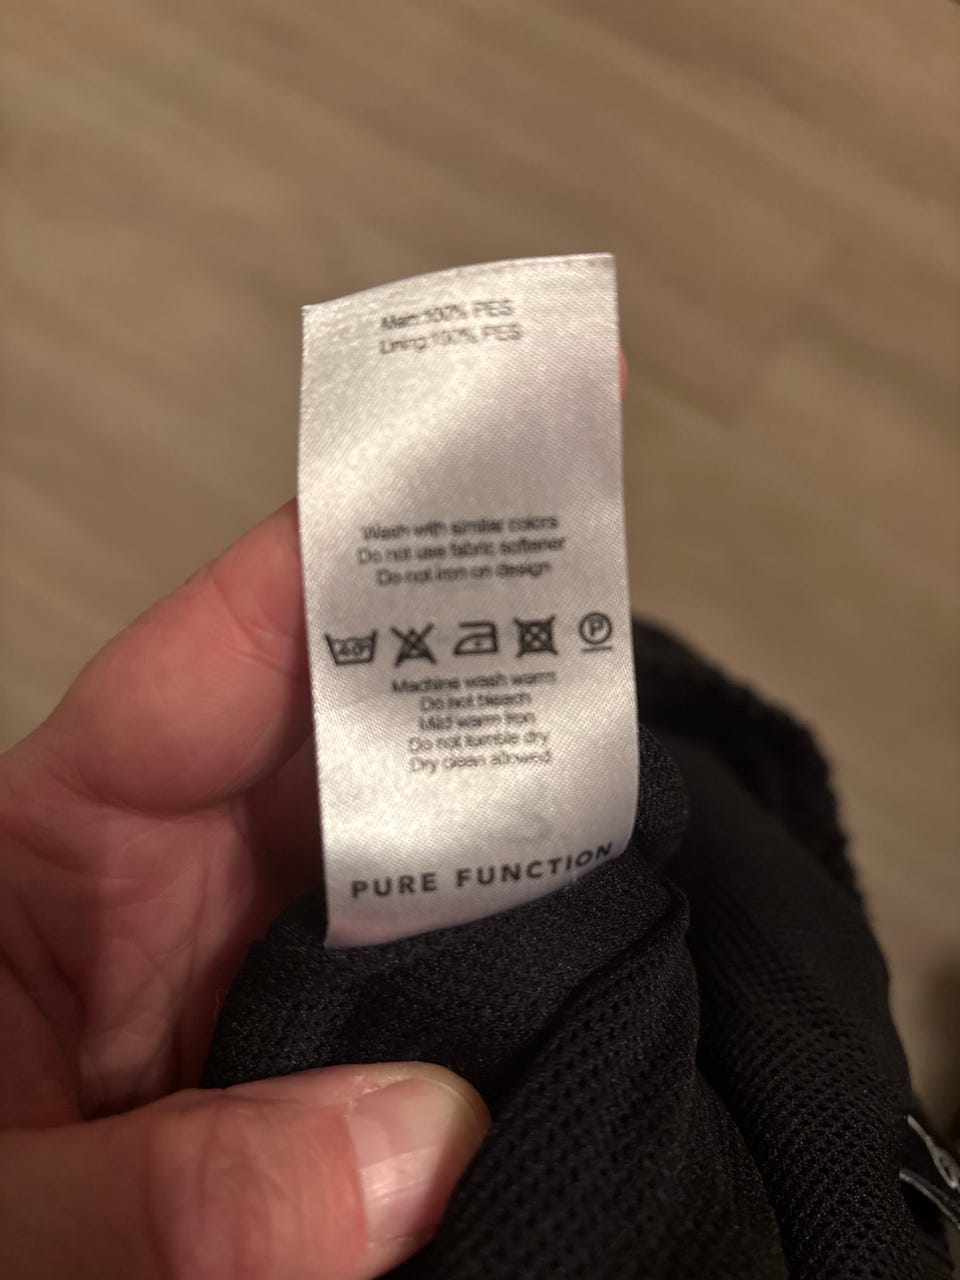 Main:100% PES
Lining:100% PES
Wash with similar colors
Do not use fabric softener
Do not iron on design
40° P
Machine wash warm
Do not bleach
Mild warm iron
Do not tumble dry
Dry clean allowed
PURE FUNCTION